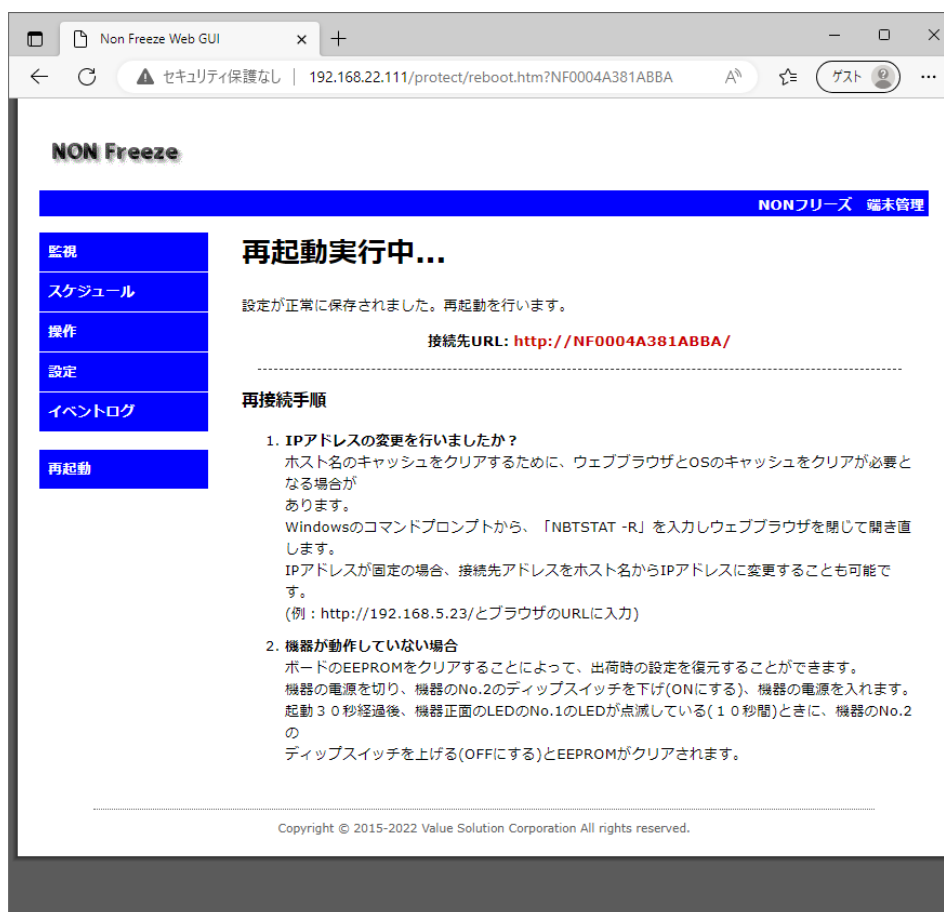 Non Freeze Web GUI
セキュリティ保護なし | 192.168.22.111/protect/reboot.htm?NF0004A381ABBA
ゲスト
NON Freeze
NONフリーズ 端末管理
監視
スケジュール
操作
設定
イベントログ
再起動
再起動実行中...
設定が正常に保存されました。再起動を行います。
接続先URL: http://NF0004A381ABBA/
再接続手順
1. IPアドレスの変更を行いましたか？
ホスト名のキャッシュをクリアするために、ウェブブラウザとOSのキャッシュをクリアが必要と
なる場合が
あります。
Windowsのコマンドプロンプトから、「NBTSTAT -R」を入力しウェブブラウザを閉じて開き直
します。
IPアドレスが固定の場合、接続先アドレスをホスト名からIPアドレスに変更することも可能で
す。
(例：http://192.168.5.23/とブラウザのURLに入力)
2. 機器が動作していない場合
ボードのEEPROMをクリアすることによって、出荷時の設定を復元することができます。
機器の電源を切り、機器のNo.2のディップスイッチを下げ(ONにする)、機器の電源を入れます。
起動３０秒経過後、機器正面のLEDのNo.1のLEDが点滅している(１０秒間)ときに、機器のNo.2
の
ディップスイッチを上げる(OFFにする)とEEPROMがクリアされます。
Copyright © 2015-2022 Value Solution Corporation All rights reserved.